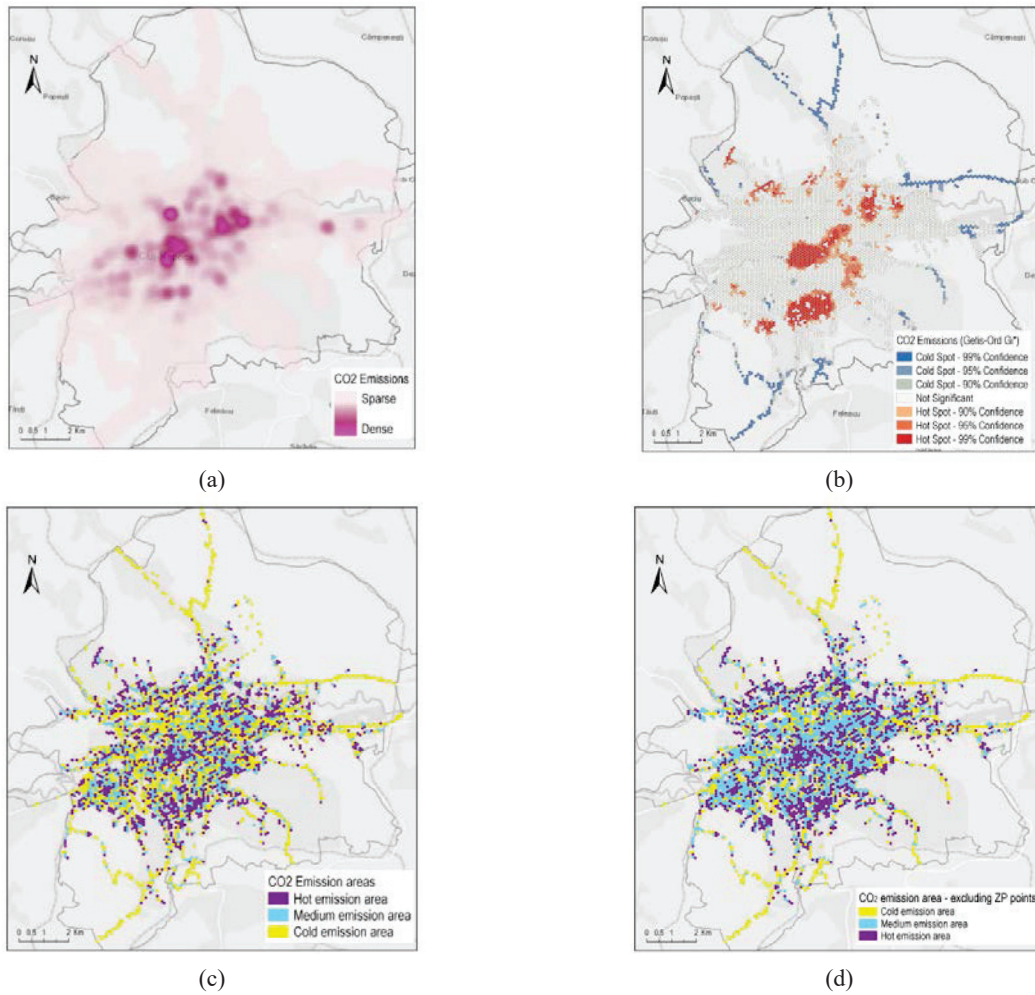 N
Câmpenești
Popești
CO2 Emissions
Sparse
Dense
0 0.5 1 2 Km
(a)
N
Câmpenești
Popești
CO2 Emissions (Getis-Ord Gi*)
Cold Spot - 99% Confidence
Cold Spot - 95% Confidence
Cold Spot - 90% Confidence
Not Significant
Hot Spot - 90% Confidence
Hot Spot - 95% Confidence
Hot Spot - 99% Confidence
0 0.5 1 2 Km
(b)
N
CO2 Emission areas
Hot emission area
Medium emission area
Cold emission area
0 0.5 1 2 Km
(c)
N
CO₂ emission area - excluding ZP points
Cold emission area
Medium emission area
Hot emission area
0 0.5 1 2 Km
(d)